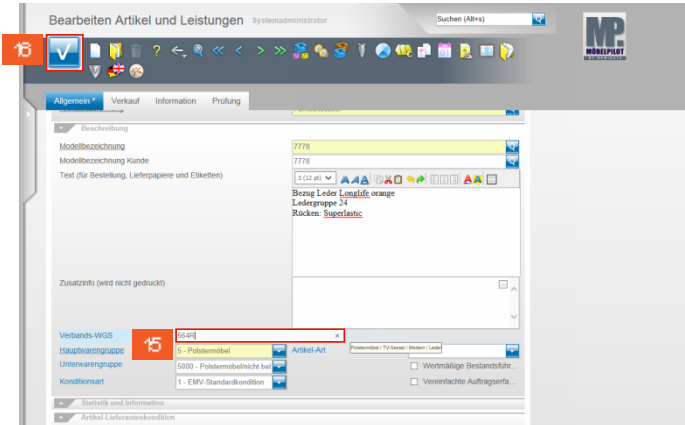 Bearbeiten Artikel und Leistungen Systemadministrator
Suchen (Alt+s)
MP
MÖBELPILOT
16
Allgemein * Verkauf Information Prüfung
Beschreibung
Modellbezeichnung 7778
Modellbezeichnung Kunde 7778
Text (für Bestellung, Lieferpapiere und Etiketten) 3 (12 pt)
Bezug Leder Longlife orange
Ledergruppe 24
Rücken: Superlastic
Zusatzinfo (wird nicht gedruckt)
Verbands-WGS 15 564R ×
Hauptwarengruppe 5 - Polstermöbel Artikel-Art Polstermöbel / TV-Sessel / Modern / Leder
Unterwarengruppe 5000 - Polstermöbel/nicht bel Wertmäßige Bestandsführ...
Konditionsart 1 - EMV-Standardkondition Vereinfachte Auftragserfa...
Statistik und Information
Artikel-Lieferantenkondition